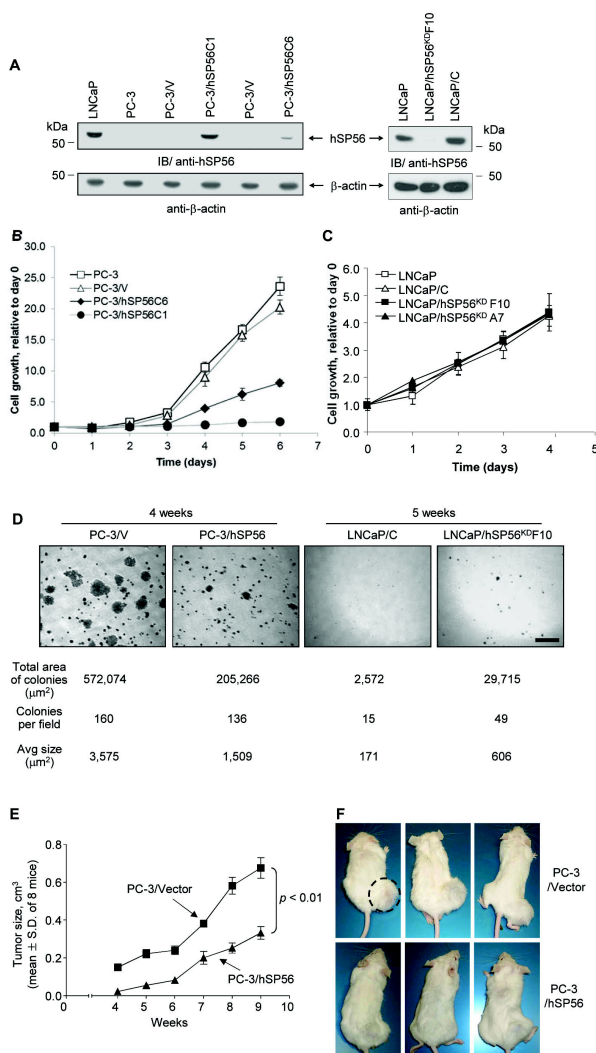 A
LNCaP
PC-3
PC-3/V
PC-3/hSP56C1
PC-3/V
PC-3/hSP56C6
LNCaP
LNCaP/hSP56KDF10
LNCaP/C
kDa
50
hSP56
kDa
50
IB/ anti-hSP56
IB/ anti-hSP56
50
β-actin
50
anti-β-actin
anti-β-actin
B
Cell growth, relative to day 0
30.0
25.0
20.0
15.0
10.0
5.0
0.0
0 1 2 3 4 5 6 7
Time (days)
PC-3
PC-3/V
PC-3/hSP56C6
PC-3/hSP56C1
C
Cell growth, relative to day 0
6.0
5.0
4.0
3.0
2.0
1.0
0.0
0 1 2 3 4 5
Time (days)
LNCaP
LNCaP/C
LNCaP/hSP56KD F10
LNCaP/hSP56KD A7
D
4 weeks 5 weeks
PC-3/V PC-3/hSP56 LNCaP/C LNCaP/hSP56KDF10
Total area
of colonies
(µm2)
572,074 205,266 2,572 29,715
Colonies
per field
160 136 15 49
Avg size
(µm2)
3,575 1,509 171 606
E
Tumor size, cm3
(mean ± S.D. of 8 mice)
0.8
0.6
0.4
0.2
0
PC-3/Vector
p < 0.01
PC-3/hSP56
0 4 5 6 7 8 9 10
Weeks
F
PC-3
/Vector
PC-3
/hSP56